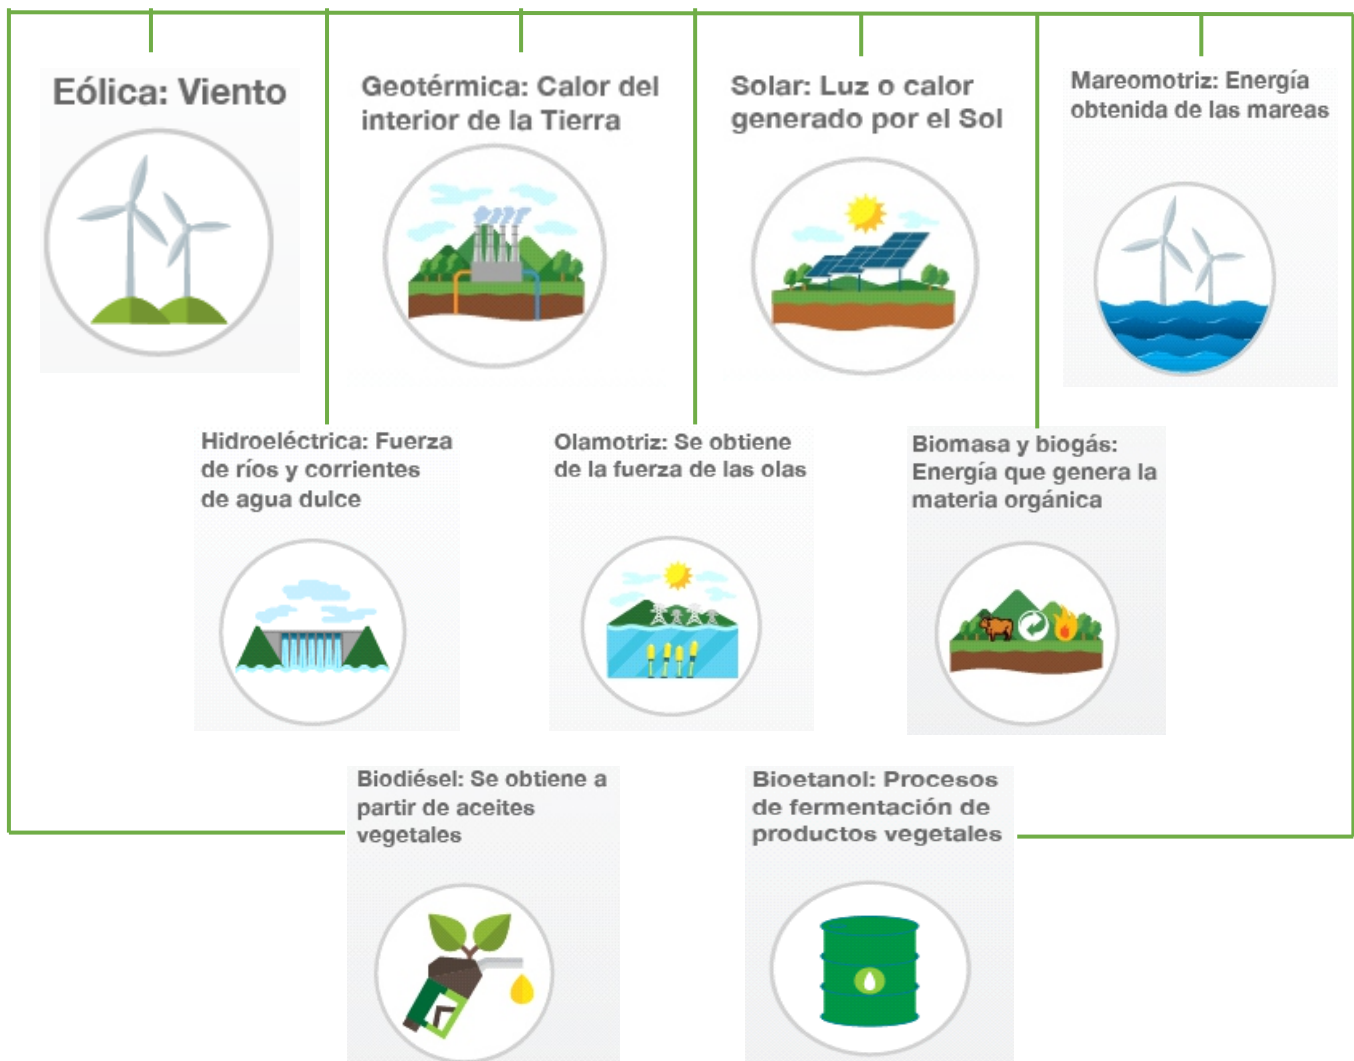 Eólica: Viento
Geotérmica: Calor del
interior de la Tierra
Solar: Luz o calor
generado por el Sol
Mareomotriz: Energía
obtenida de las mareas
Hidroeléctrica: Fuerza
de ríos y corrientes
de agua dulce
Olamotriz: Se obtiene
de la fuerza de las olas
Biomasa y biogás:
Energía que genera la
materia orgánica
Biodiésel: Se obtiene a
partir de aceites
vegetales
Bioetanol: Procesos
de fermentación de
productos vegetales